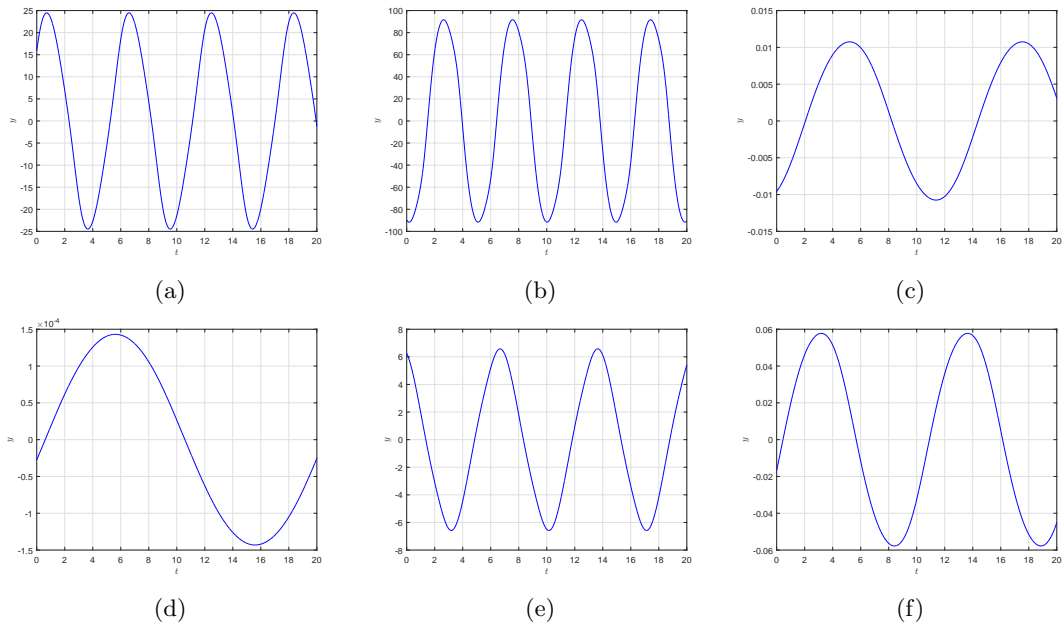 25
20
15
10
5
0
-5
-10
-15
-20
-25
y
0 2 4 6 8 10 12 14 16 18 20
t
(a)
100
80
60
40
20
0
-20
-40
-60
-80
-100
y
0 2 4 6 8 10 12 14 16 18 20
t
(b)
0.015
0.01
0.005
0
-0.005
-0.01
-0.015
y
0 2 4 6 8 10 12 14 16 18 20
t
(c)
×10⁻⁴
1.5
1
0.5
0
-0.5
-1
-1.5
y
0 2 4 6 8 10 12 14 16 18 20
t
(d)
8
6
4
2
0
-2
-4
-6
-8
y
0 2 4 6 8 10 12 14 16 18 20
t
(e)
0.06
0.04
0.02
0
-0.02
-0.04
-0.06
y
0 2 4 6 8 10 12 14 16 18 20
t
(f)